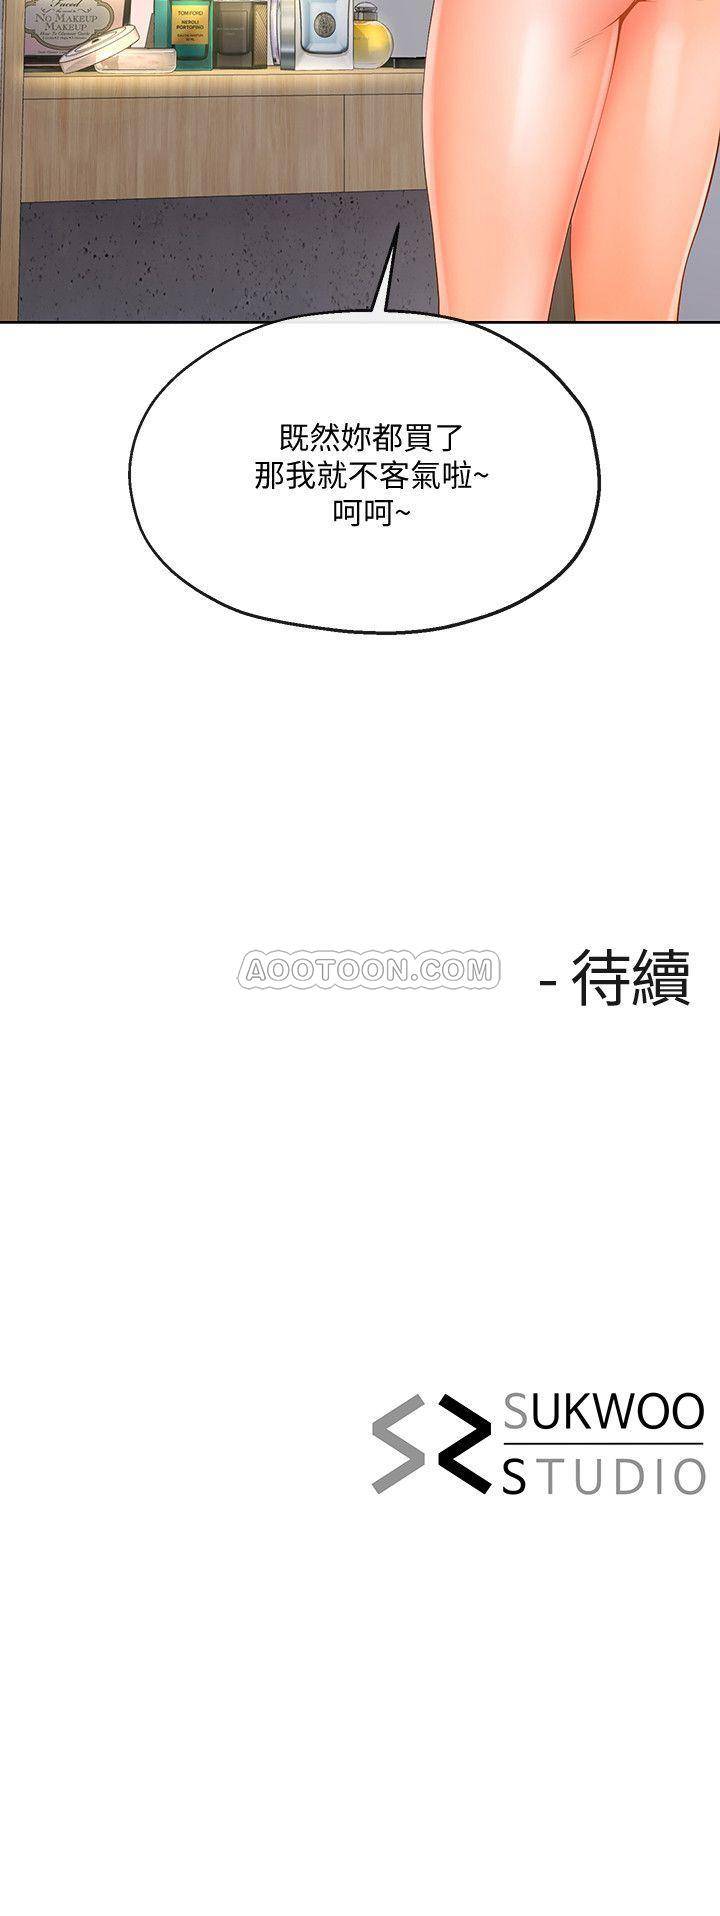 Faced
No Makeup
Makeup
TOM FORD
NEROLI
PORTOFINO
既然妳都買了
那我就不客氣啦~
呵呵~
AOOTOON.COM
- 待續
SUKWOO
STUDIO